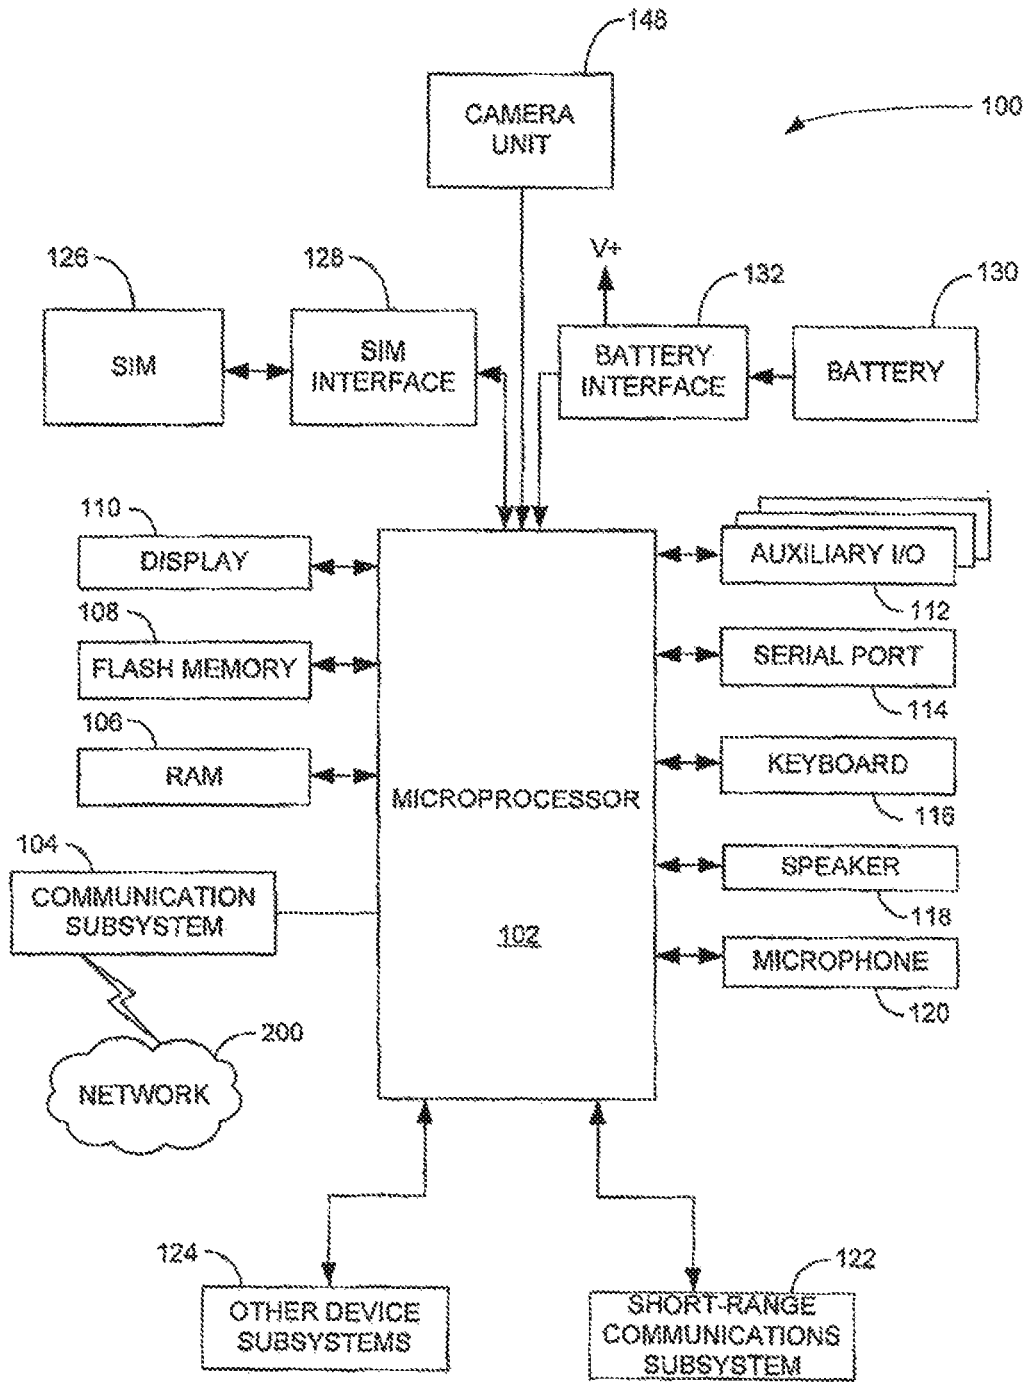 148
CAMERA
UNIT
100
126
128
V+
132
130
SIM
SIM
INTERFACE
BATTERY
INTERFACE
BATTERY
110
DISPLAY
AUXILIARY I/O
112
108
FLASH MEMORY
SERIAL PORT
114
106
RAM
KEYBOARD
116
MICROPROCESSOR
102
104
COMMUNICATION
SUBSYSTEM
SPEAKER
118
MICROPHONE
120
200
NETWORK
124
OTHER DEVICE
SUBSYSTEMS
122
SHORT-RANGE
COMMUNICATIONS
SUBSYSTEM